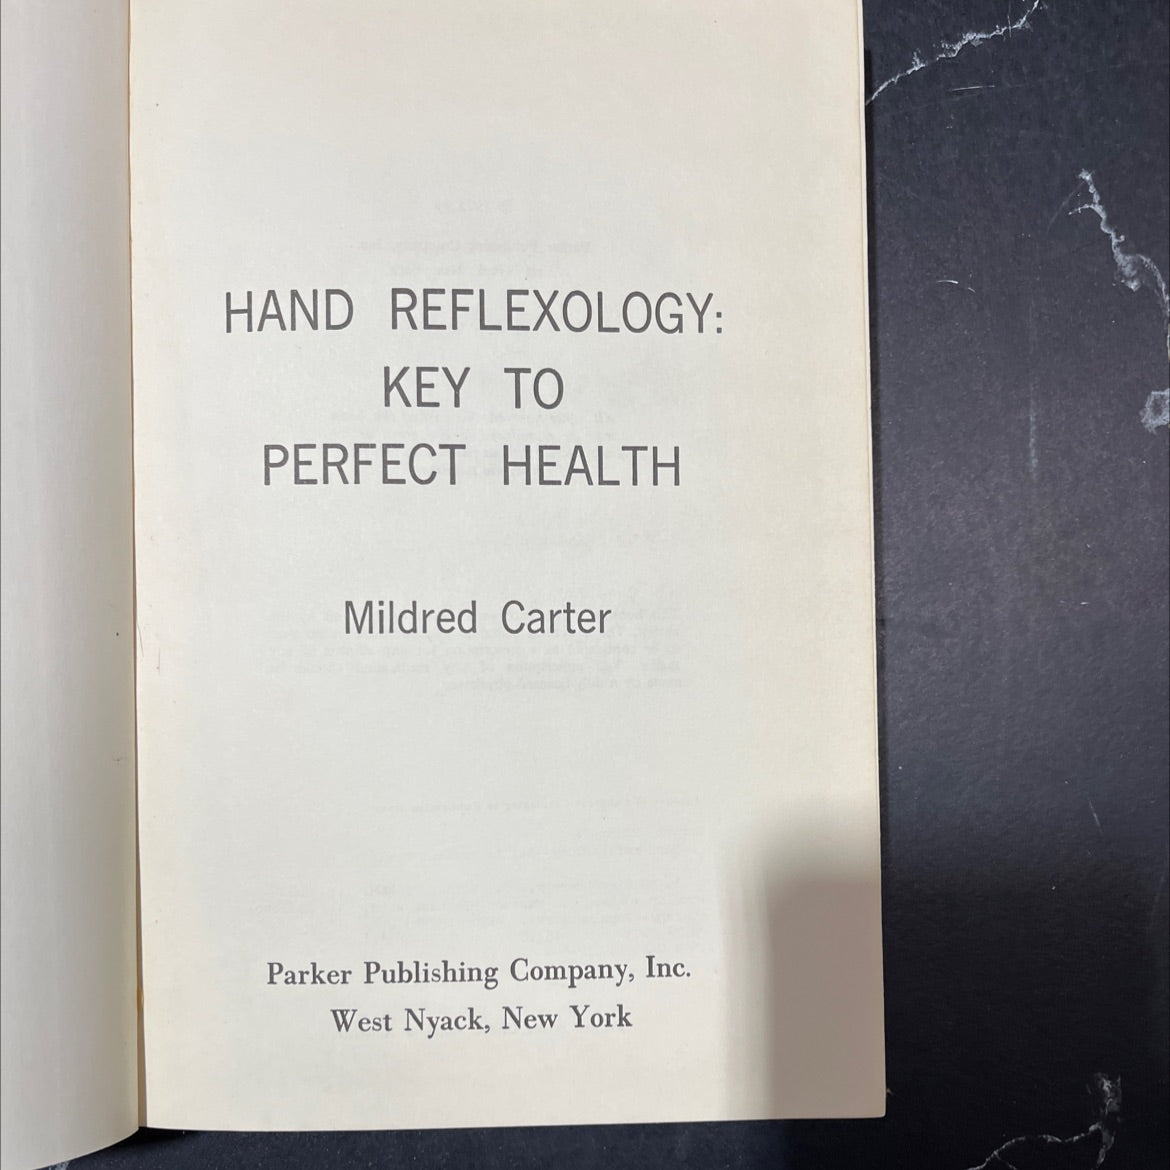 HAND REFLEXOLOGY:
KEY TO
PERFECT HEALTH
Mildred Carter
Parker Publishing Company, Inc.
West Nyack, New York